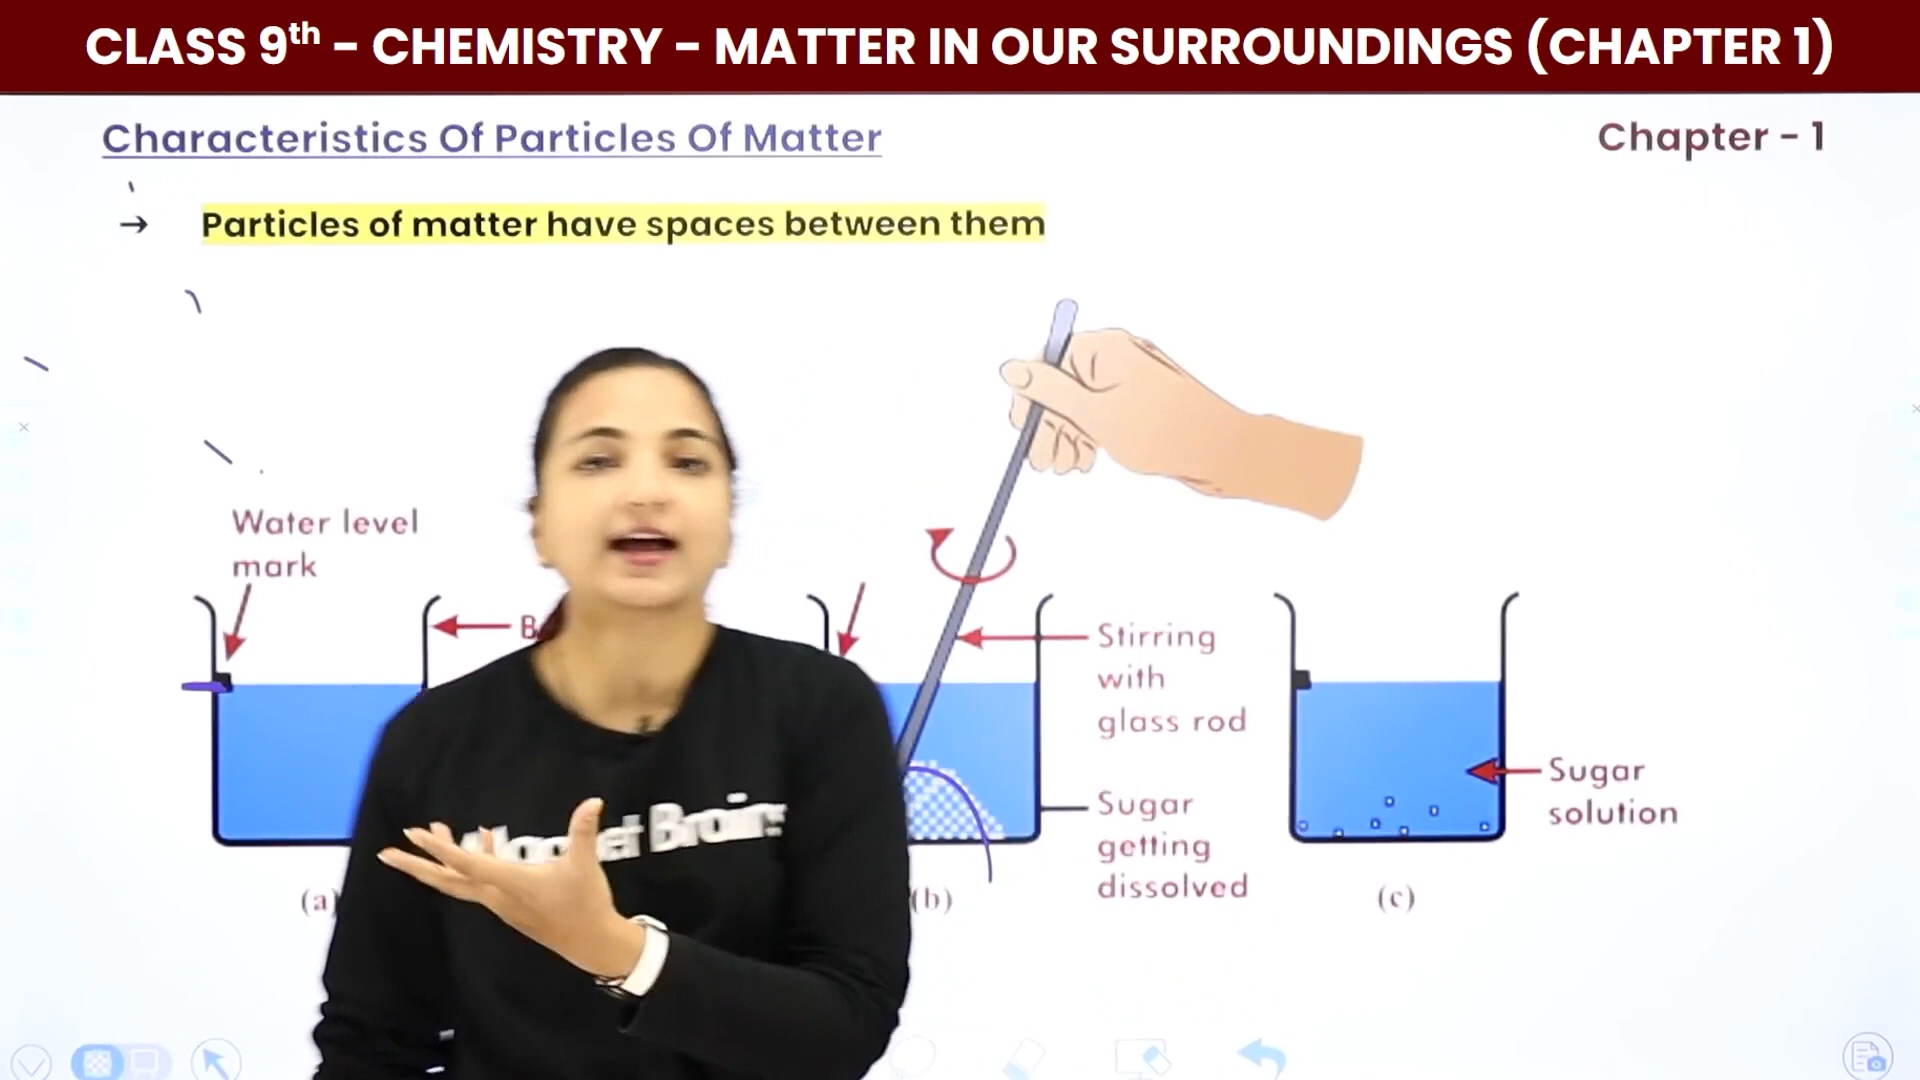 CLASS 9th – CHEMISTRY – MATTER IN OUR SURROUNDINGS (CHAPTER 1)
Characteristics Of Particles Of Matter
Chapter - 1
→ Particles of matter have spaces between them
Water level
mark
Stirring
with
glass rod
Sugar
getting
dissolved
Sugar
solution
(a)
(b)
(c)